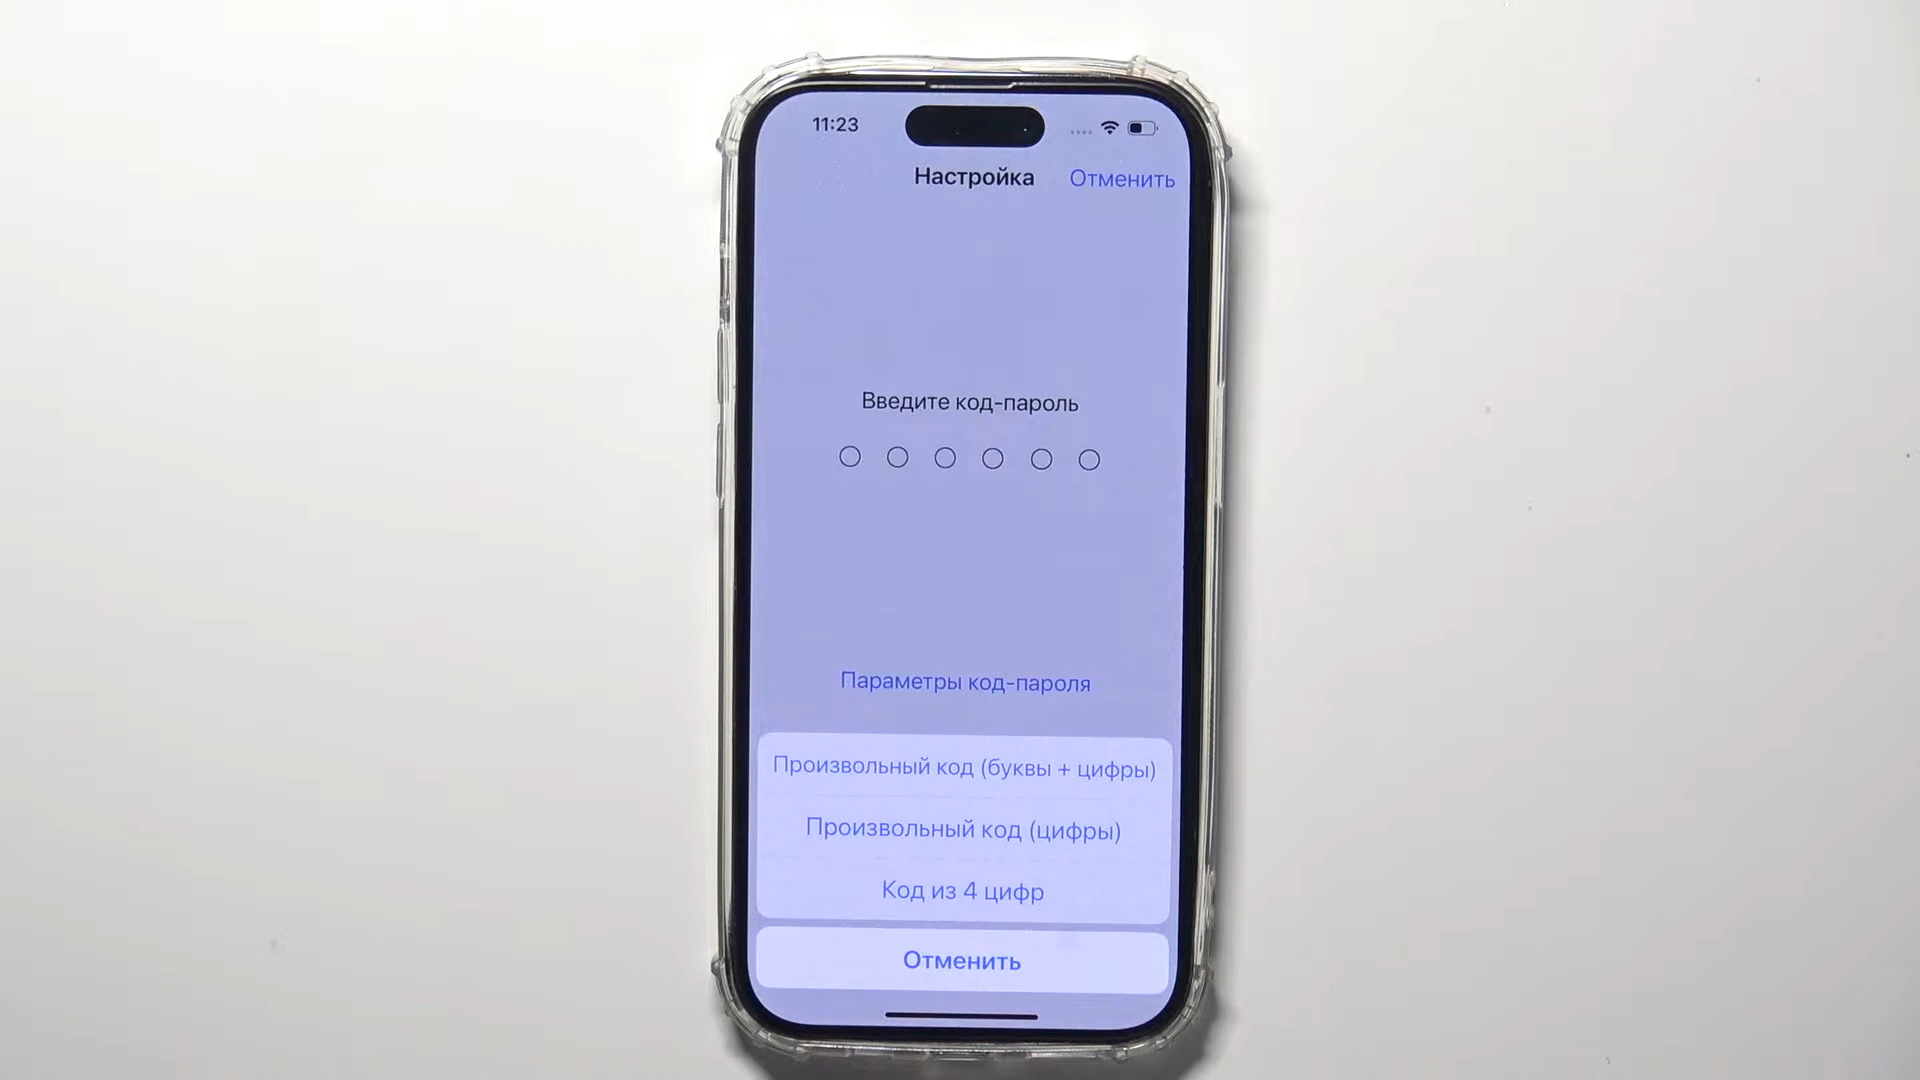 11:23
Настройка
Отменить
Введите код-пароль
Параметры код-пароля
Произвольный код (буквы + цифры)
Произвольный код (цифры)
Код из 4 цифр
Отменить